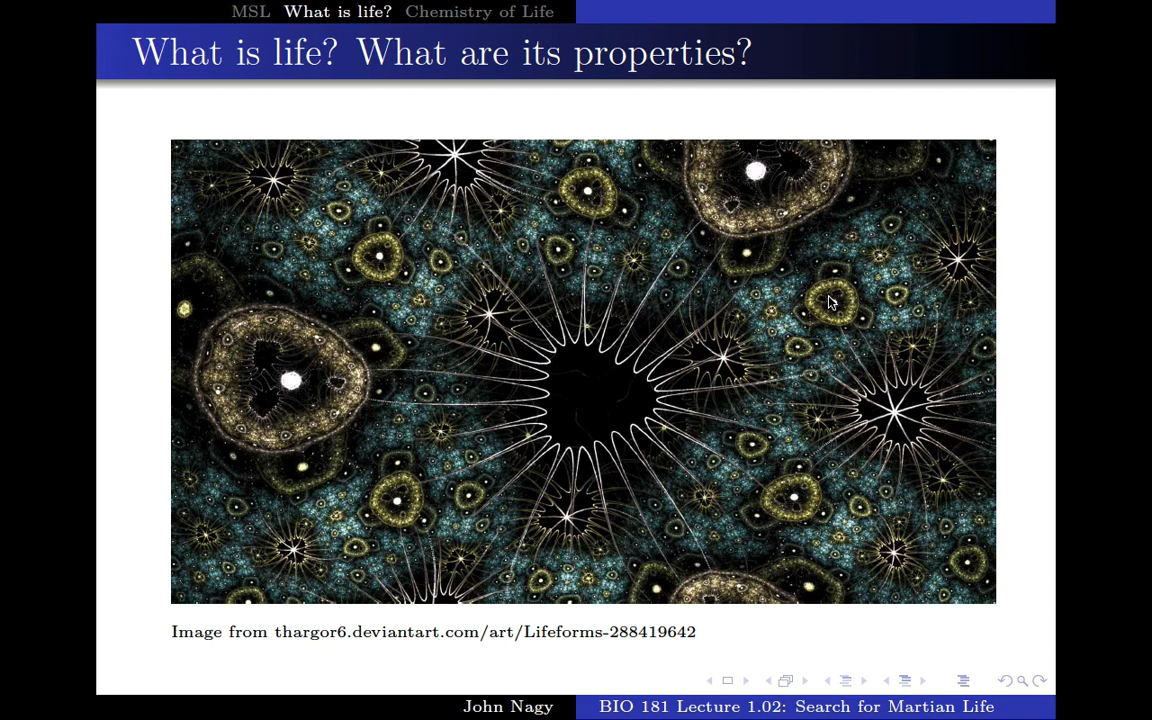 MSL What is life? Chemistry of Life
What is life? What are its properties?
Image from thargor6.deviantart.com/art/Lifeforms-288419642
John Nagy BIO 181 Lecture 1.02: Search for Martian Life